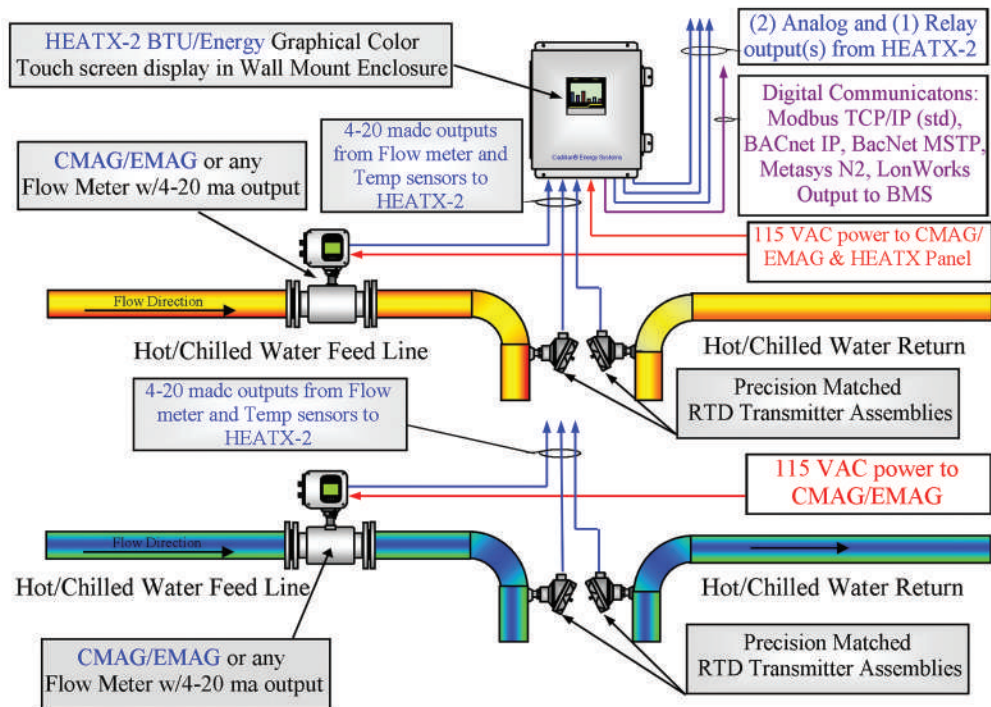 HEATX-2 BTU/Energy Graphical Color
Touch screen display in Wall Mount Enclosure
(2) Analog and (1) Relay
output(s) from HEATX-2
Digital Communicatons:
Modbus TCP/IP (std),
BACnet IP, BacNet MSTP,
Metasys N2, LonWorks
Output to BMS
4-20 madc outputs
from Flow meter and
Temp sensors to
HEATX-2
CMAG/EMAG or any
Flow Meter w/4-20 ma output
115 VAC power to CMAG/
EMAG & HEATX Panel
Flow Direction
Hot/Chilled Water Feed Line
Hot/Chilled Water Return
4-20 madc outputs from Flow
meter and Temp sensors to
HEATX-2
Precision Matched
RTD Transmitter Assemblies
115 VAC power to
CMAG/EMAG
Flow Direction
Hot/Chilled Water Feed Line
Hot/Chilled Water Return
CMAG/EMAG or any
Flow Meter w/4-20 ma output
Precision Matched
RTD Transmitter Assemblies